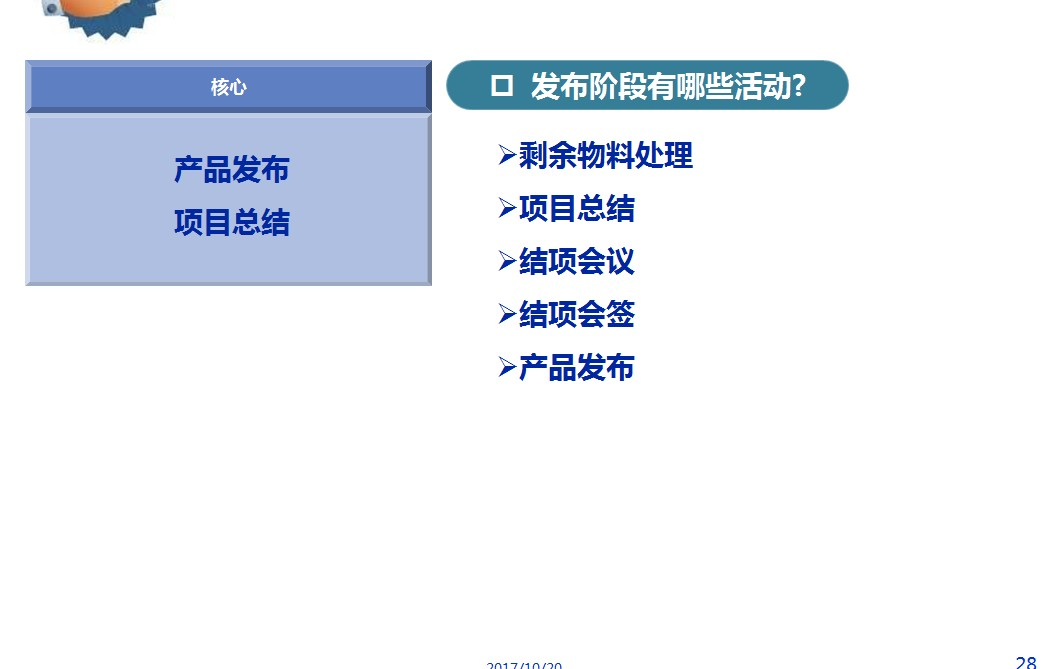 核心
产品发布
项目总结
发布阶段有哪些活动?
剩余物料处理
项目总结
结项会议
结项会签
产品发布
2017/10/20
28